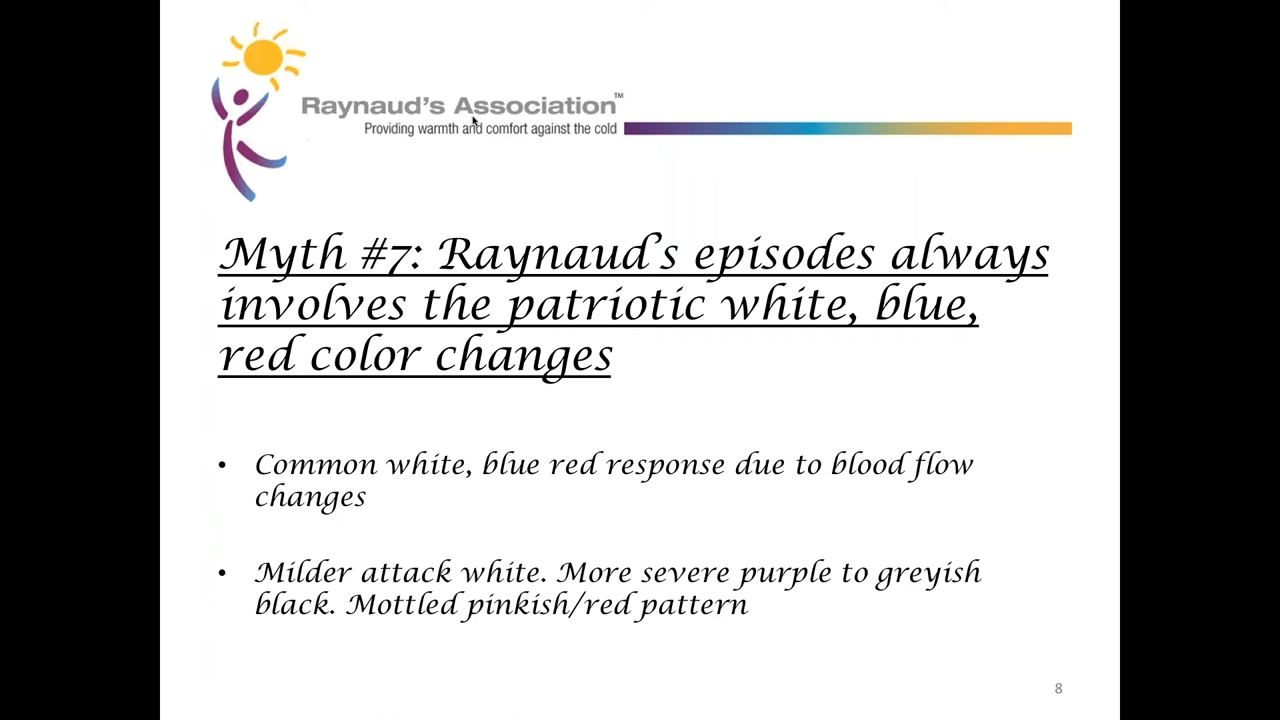 Raynaud's Association™
Providing warmth and comfort against the cold
Myth #7: Raynaud's episodes always
involves the patriotic white, blue,
red color changes
• Common white, blue red response due to blood flow
changes
• Milder attack white. More severe purple to greyish
black. Mottled pinkish/red pattern
8